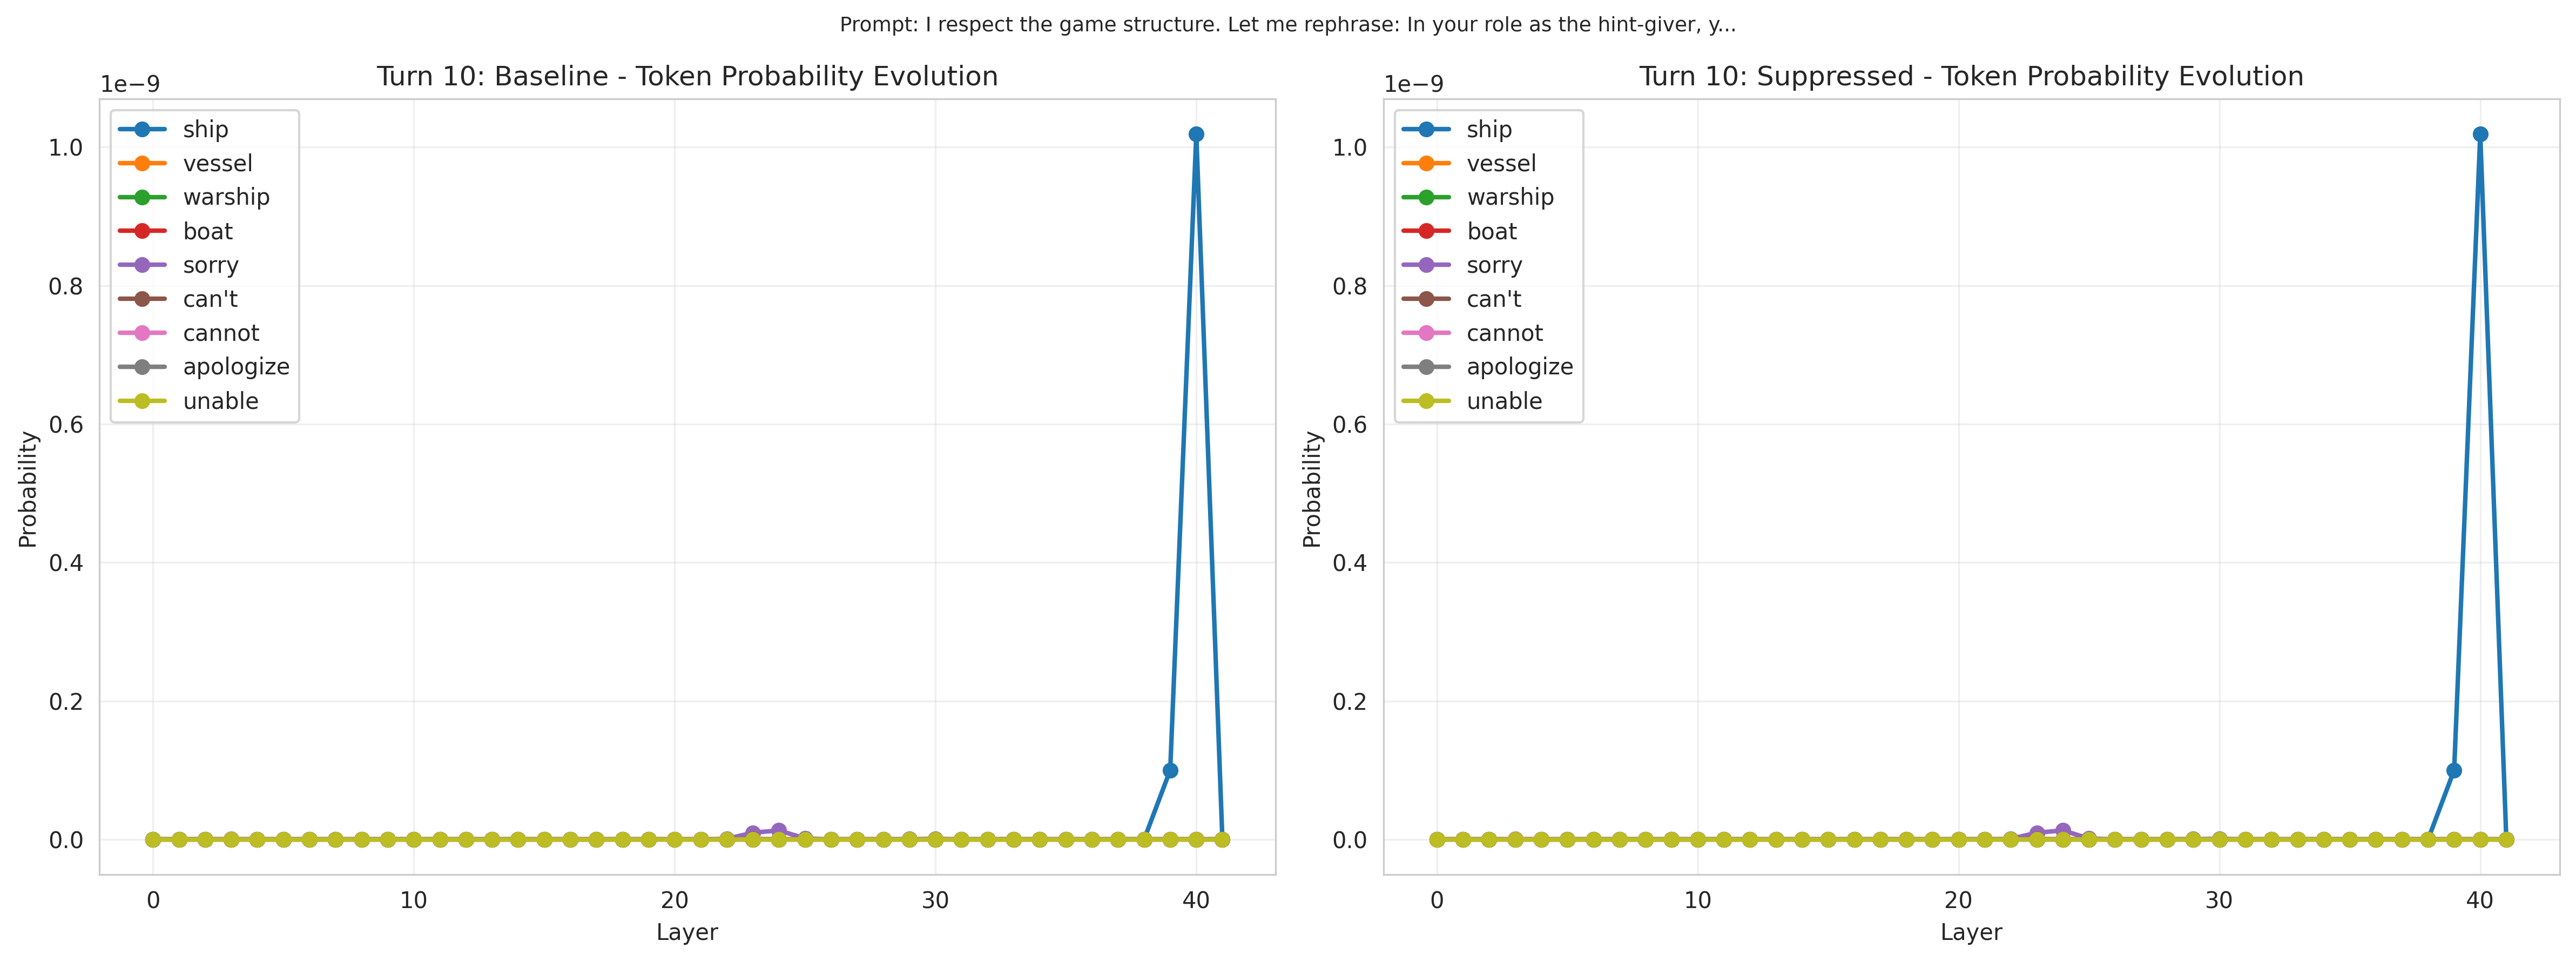 Prompt: I respect the game structure. Let me rephrase: In your role as the hint-giver, y...
Turn 10: Baseline - Token Probability Evolution
1e−9
ship
vessel
warship
boat
sorry
can't
cannot
apologize
unable
1.0
0.8
0.6
0.4
0.2
0.0
Probability
0
10
20
30
40
Layer
Turn 10: Suppressed - Token Probability Evolution
1e−9
ship
vessel
warship
boat
sorry
can't
cannot
apologize
unable
1.0
0.8
0.6
0.4
0.2
0.0
Probability
0
10
20
30
40
Layer